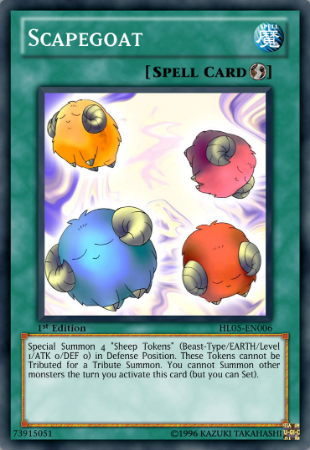 SCAPEGOAT
SPELL
魔
[SPELL CARD]
1st Edition
HL05-EN006
Special Summon 4 "Sheep Tokens" (Beast-Type/EARTH/Level
1/ATK 0/DEF 0) in Defense Position. These Tokens cannot be
Tributed for a Tribute Summon. You cannot Summon other
monsters the turn you activate this card (but you can Set).
73915051
©1996 KAZUKI TAKAHASHI